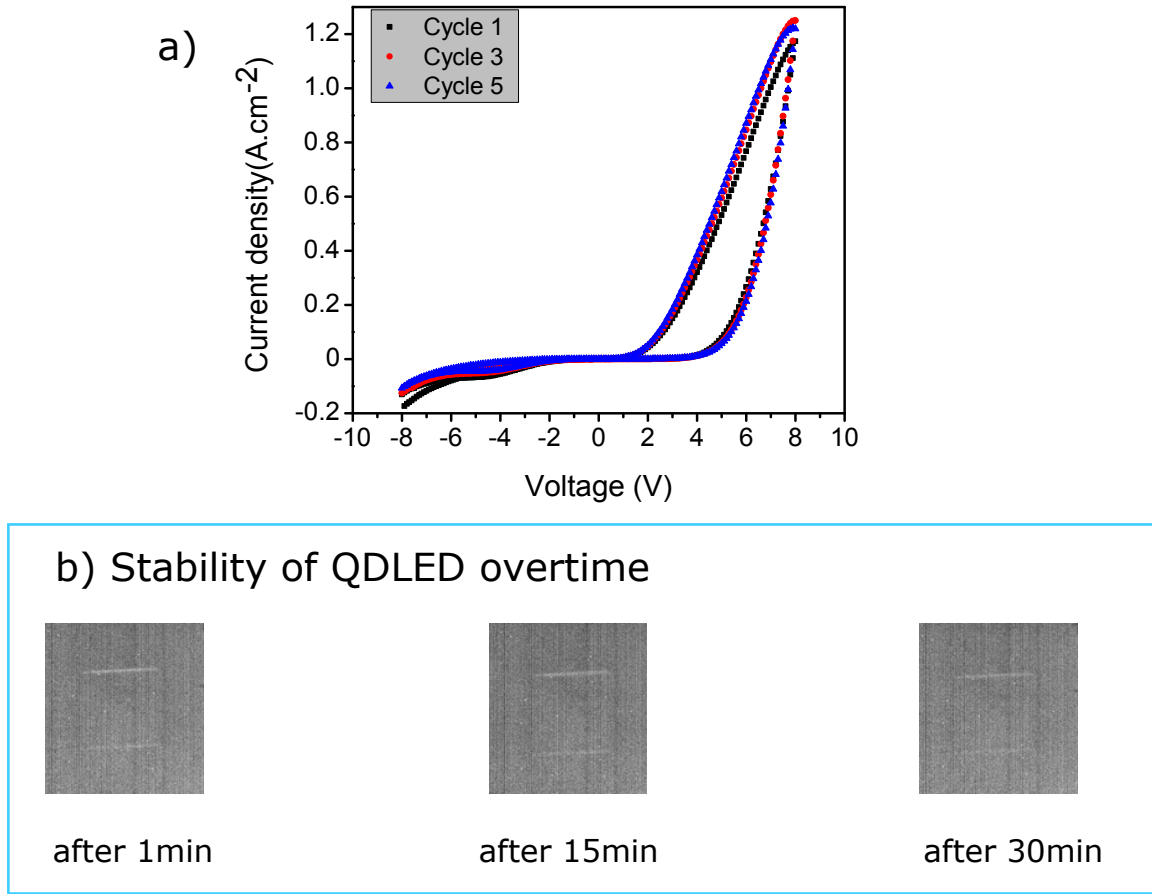 a)
Cycle 1
Cycle 3
Cycle 5
Current density(A.cm⁻²)
1.2
1.0
0.8
0.6
0.4
0.2
0
-0.2
-10 -8 -6 -4 -2 0 2 4 6 8 10
Voltage (V)
b) Stability of QDLED overtime
after 1min
after 15min
after 30min